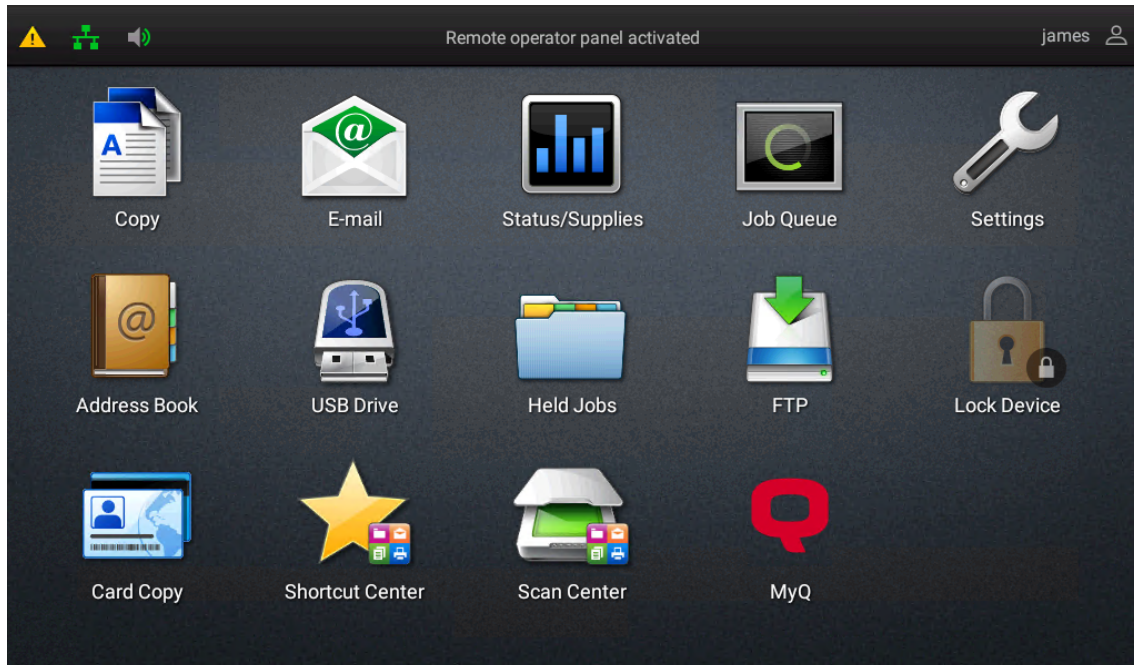 Remote operator panel activated
james
Copy
E-mail
Status/Supplies
Job Queue
Settings
Address Book
USB Drive
Held Jobs
FTP
Lock Device
Card Copy
Shortcut Center
Scan Center
MyQ